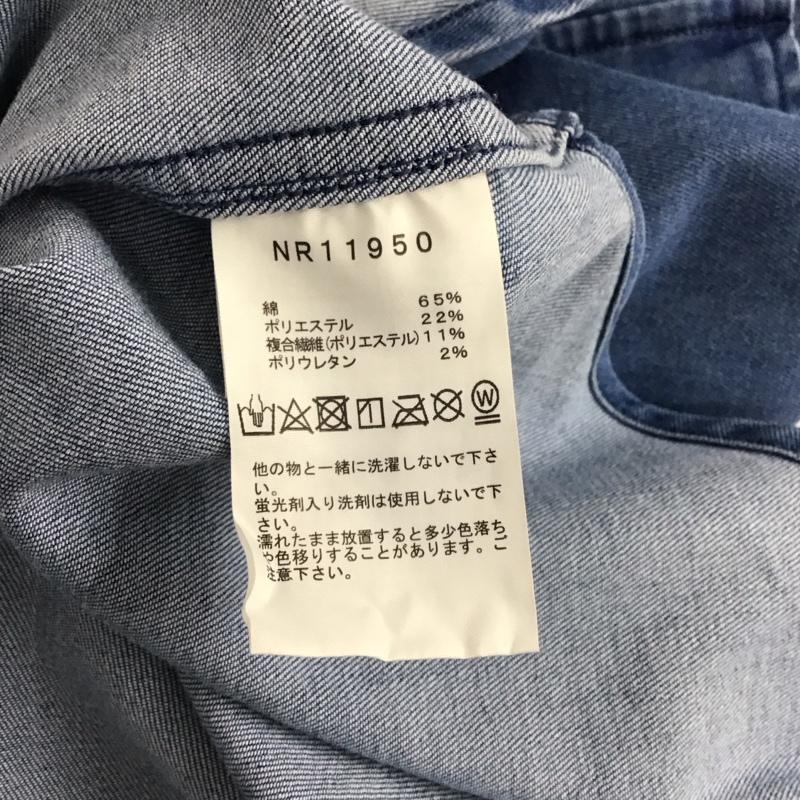 NR11950
綿 65%
ポリエステル 22%
複合繊維(ポリエステル)11%
ポリウレタン 2%
W
他の物と一緒に洗濯しないで下さ
い。
蛍光剤入り洗剤は使用しないで下
さい。
濡れたまま放置すると多少色落ち
や色移りすることがあります。ご
注意下さい。